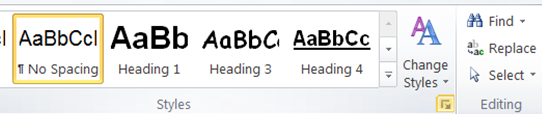 AaBbCcI AaBb AaBbC AaBbCc
¶ No Spacing Heading 1 Heading 3 Heading 4
Change
Styles
Styles
Find
Replace
Select
Editing